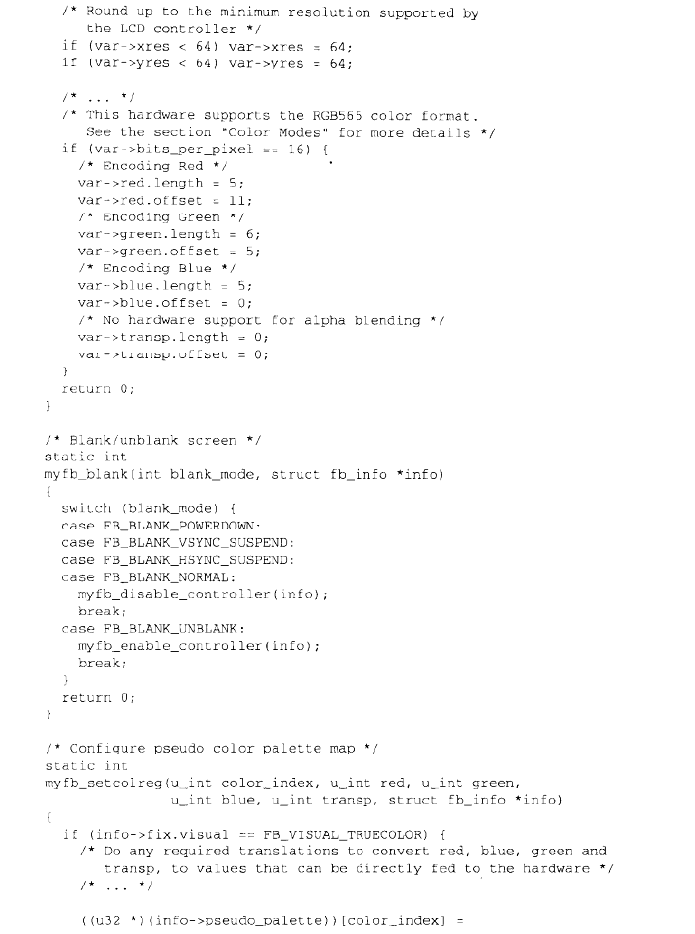 /* Round up to the minimum resolution supported by
the LCD controller */
if (var->xres < 64) var->xres = 64;
if (var->yres < 64) var->yres = 64;
/* ... */
/* This hardware supports the RGB565 color format.
See the section "Color Modes" for more details */
if (var->bits_per_pixel == 16) {
/* Encoding Red */
var->red.length = 5;
var->red.offset = 11;
/* Encoding Green */
var->green.length = 6;
var->green.offset = 5;
/* Encoding Blue */
var->blue.length = 5;
var->blue.offset = 0;
/* No hardware support for alpha blending */
var->transp.length = 0;
var->transp.offset = 0;
}
return 0;
}
/* Blank/unblank screen */
static int
myfb_blank(int blank_mode, struct fb_info *info)
{
switch (blank_mode) {
case FB_BLANK_POWERDOWN:
case FB_BLANK_VSYNC_SUSPEND:
case FB_BLANK_HSYNC_SUSPEND:
case FB_BLANK_NORMAL:
myfb_disable_controller(info);
break;
case FB_BLANK_UNBLANK:
myfb_enable_controller(info);
break;
}
return 0;
}
/* Configure pseudo color palette map */
static int
myfb_setcolreg(u_int color_index, u_int red, u_int green,
u_int blue, u_int transp, struct fb_info *info)
{
if (info->fix.visual == FB_VISUAL_TRUECOLOR) {
/* Do any required translations to convert red, blue, green and
transp, to values that can be directly fed to the hardware */
/* ... */
((u32 *)(info->pseudo_palette))[color_index] =